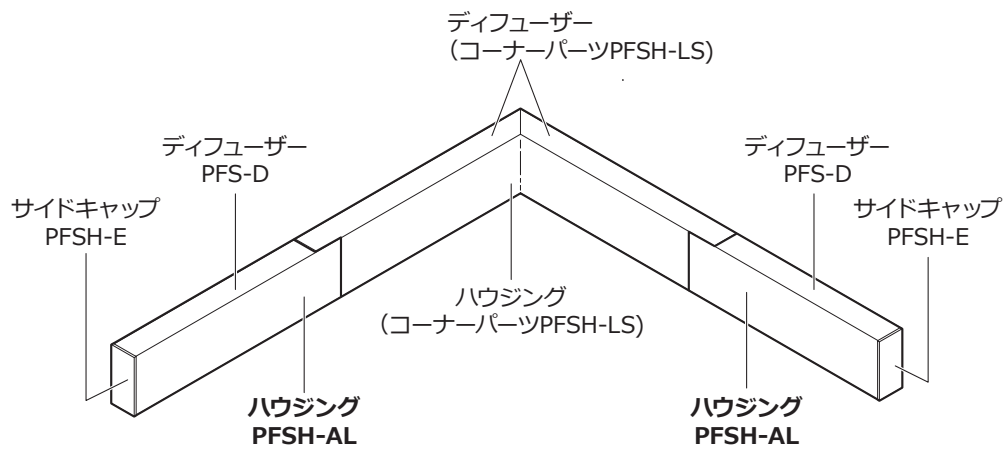 ディフューザー
（コーナーパーツPFSH-LS）
ディフューザー
PFS-D
ディフューザー
PFS-D
サイドキャップ
PFSH-E
サイドキャップ
PFSH-E
ハウジング
（コーナーパーツPFSH-LS）
ハウジング
PFSH-AL
ハウジング
PFSH-AL